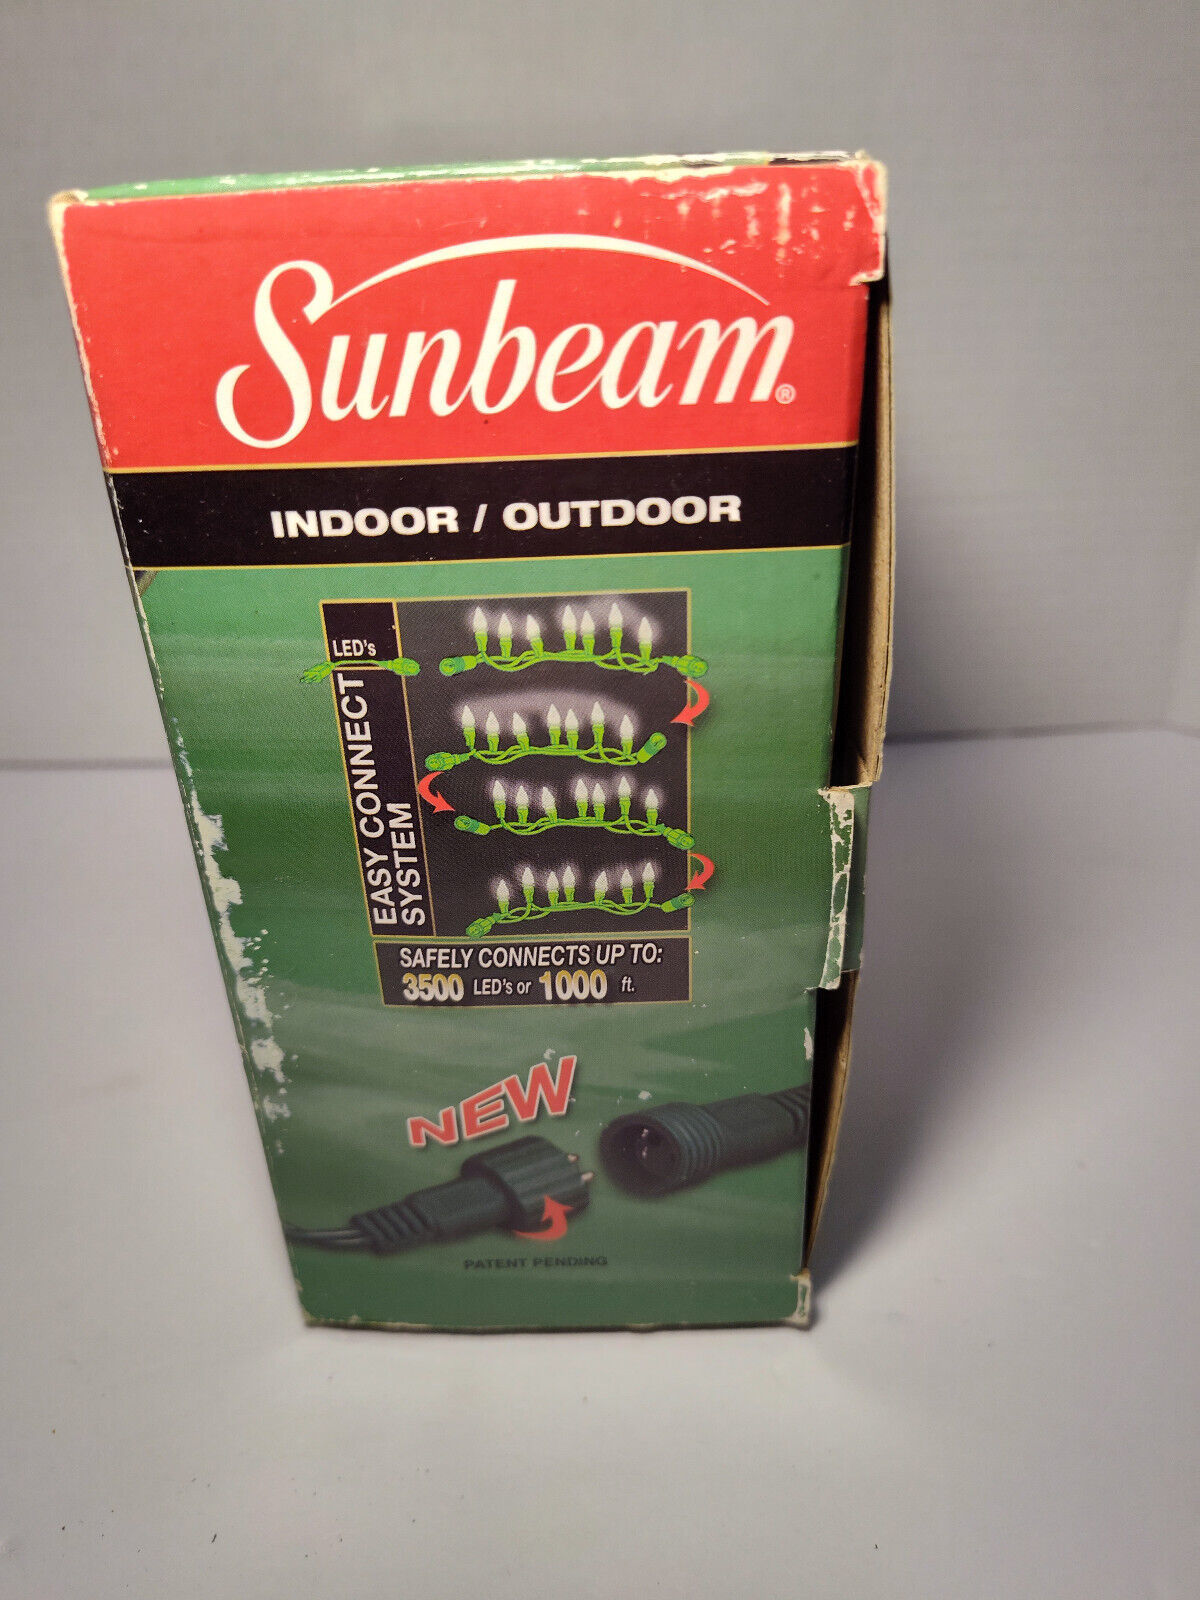 Sunbeam®
INDOOR / OUTDOOR
LED's
EASY CONNECT
SYSTEM
SAFELY CONNECTS UP TO:
3500 LED's or 1000 ft.
NEW
PATENT PENDING